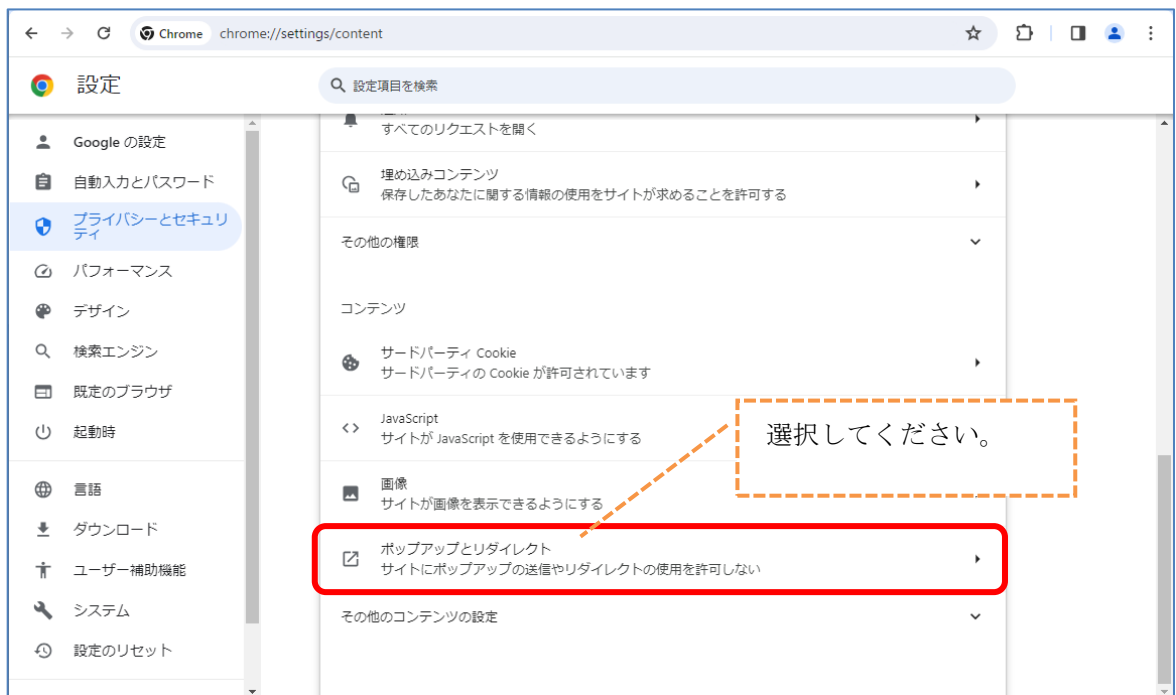 Chrome chrome://settings/content
設定
設定項目を検索
Google の設定
自動入力とパスワード
プライバシーとセキュリ
ティ
パフォーマンス
デザイン
検索エンジン
既定のブラウザ
起動時
言語
ダウンロード
ユーザー補助機能
システム
設定のリセット
すべてのリクエストを開く
埋め込みコンテンツ
保存したあなたに関する情報の使用をサイトが求めることを許可する
その他の権限
コンテンツ
サードパーティ Cookie
サードパーティの Cookie が許可されています
JavaScript
サイトが JavaScript を使用できるようにする
選択してください。
画像
サイトが画像を表示できるようにする
ポップアップとリダイレクト
サイトにポップアップの送信やリダイレクトの使用を許可しない
その他のコンテンツの設定